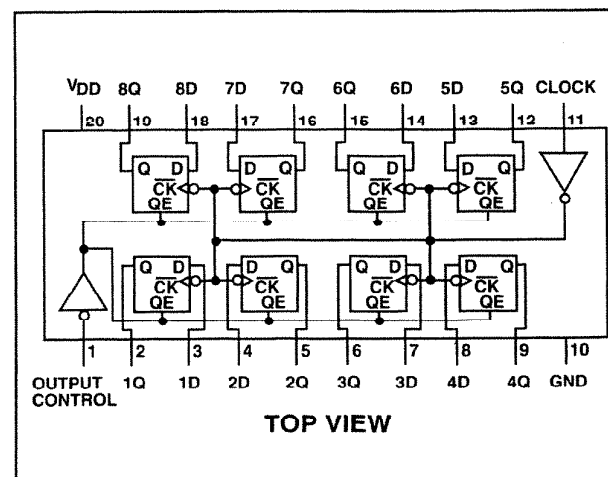 VDD 8Q 8D 7D 7Q 6Q 6D 5D 5Q CLOCK
20 19 18 17 16 15 14 13 12 11
Q D D Q Q D D Q
CK CK CK CK
QE QE QE QE
Q D D Q Q D D Q
CK CK CK CK
QE QE QE QE
1 2 3 4 5 6 7 8 9 10
OUTPUT CONTROL 1Q 1D 2D 2Q 3Q 3D 4D 4Q GND
TOP VIEW